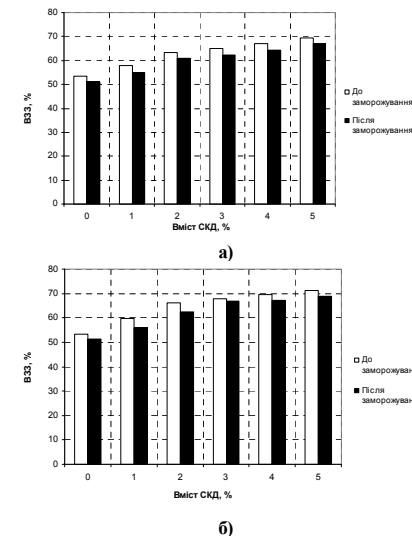 80
70
60
50
40
30
20
10
0
ВЗЗ, %
0 1 2 3 4 5
Вміст СКД, %
До
заморожування
Після
заморожування
а)
80
70
60
50
40
30
20
10
0
ВЗЗ, %
0 1 2 3 4 5
Вміст СКД, %
До
заморожуван
Після
заморожуван
б)